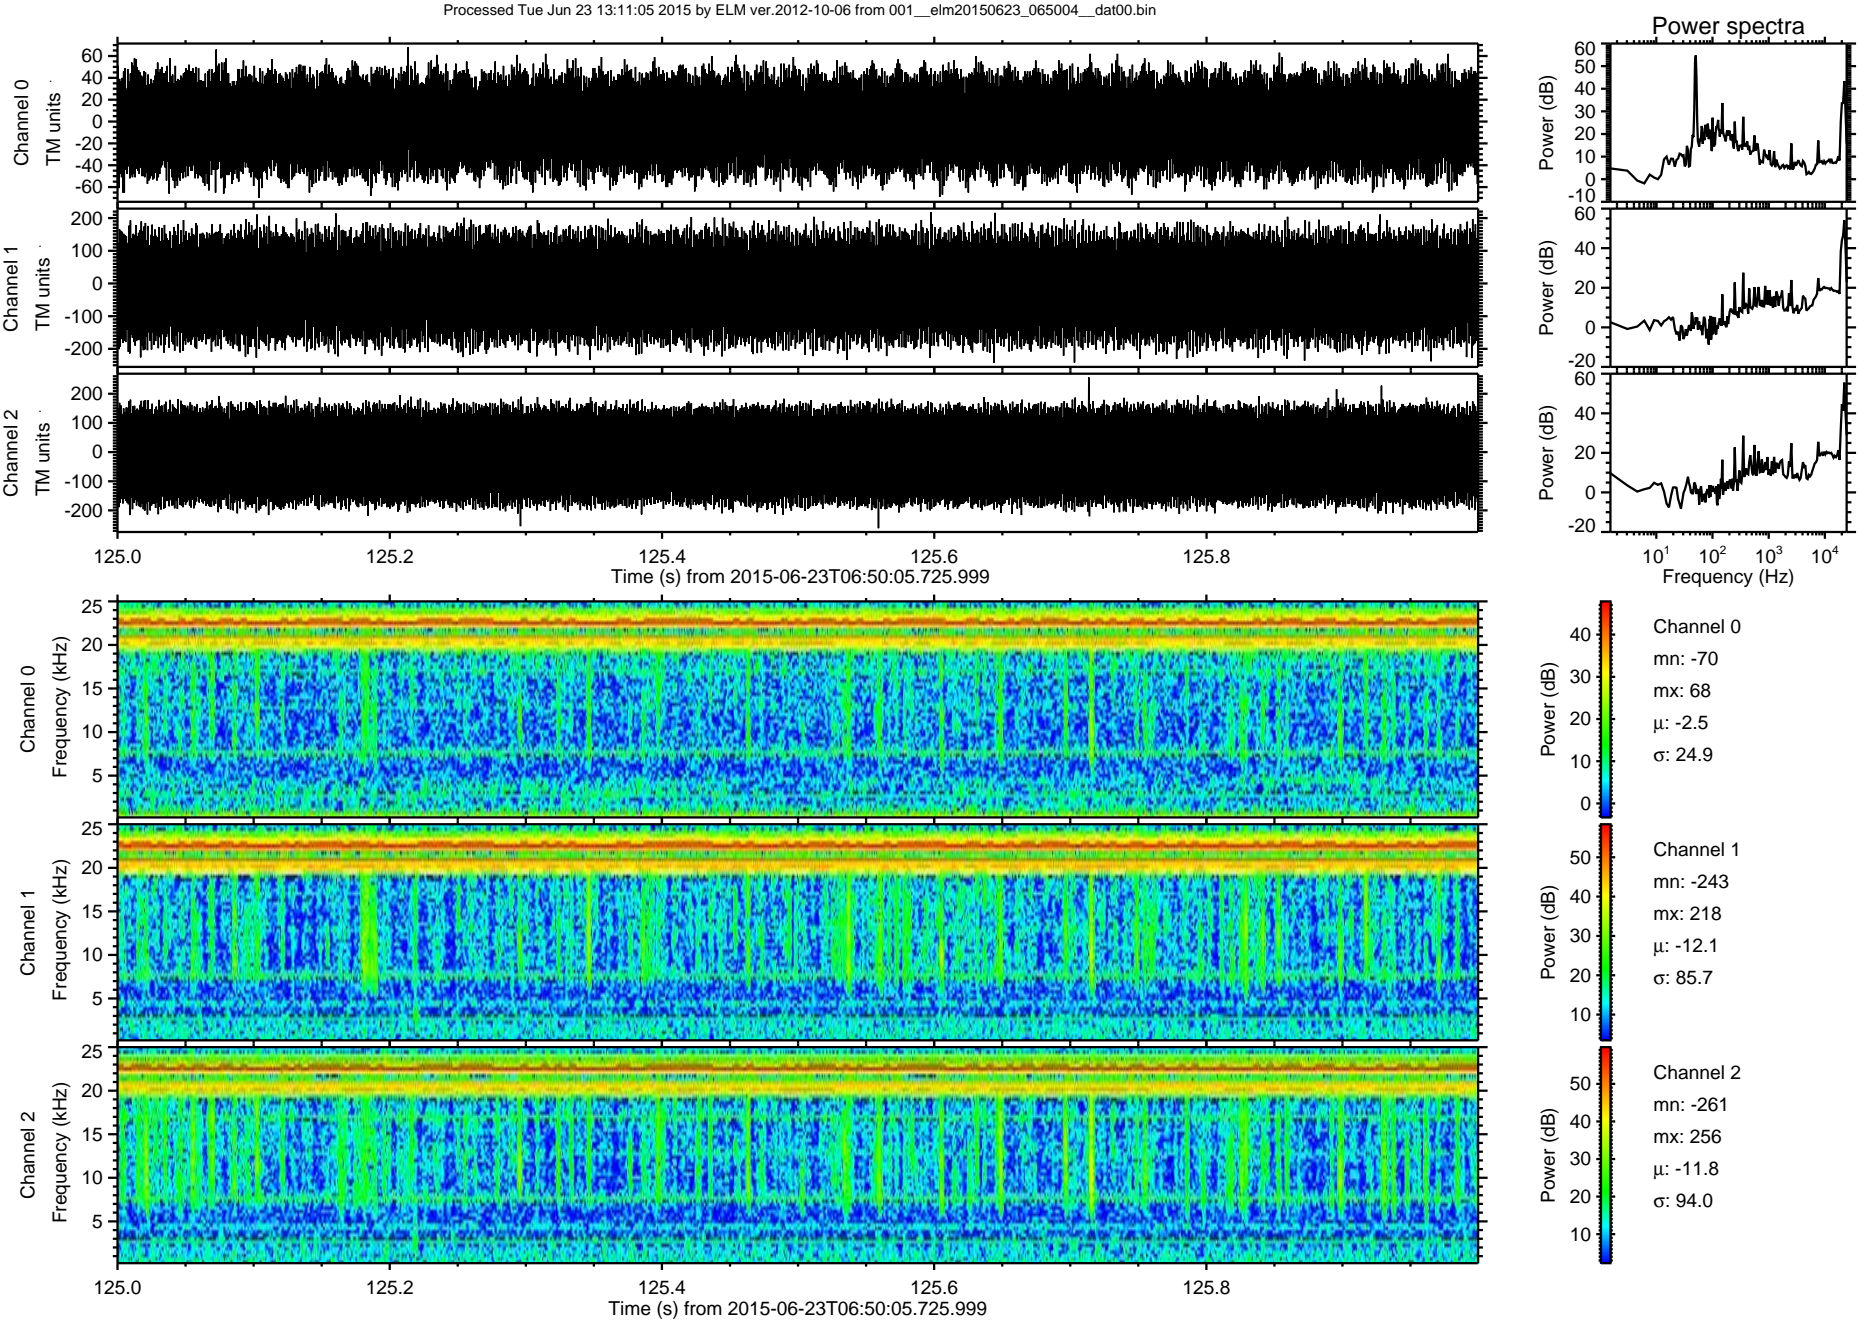 Processed Tue Jun 23 13:11:05 2015 by ELM ver.2012-10-06 from 001__elm20150623_065004__dat00.bin
Power spectra
Channel 0
TM units
60
40
20
0
-20
-40
-60
Power (dB)
60
50
40
30
20
10
0
-10
Channel 1
TM units
200
100
0
-100
-200
Power (dB)
60
40
20
0
-20
Channel 2
TM units
200
100
0
-100
-200
Power (dB)
60
40
20
0
-20
125.0 125.2 125.4 125.6 125.8
Time (s) from 2015-06-23T06:50:05.725.999
10^1 10^2 10^3 10^4
Frequency (Hz)
Channel 0
Frequency (kHz)
25
20
15
10
5
Power (dB)
40
30
20
10
0
Channel 0
mn: -70
mx: 68
μ: -2.5
σ: 24.9
Channel 1
Frequency (kHz)
25
20
15
10
5
Power (dB)
50
40
30
20
10
Channel 1
mn: -243
mx: 218
μ: -12.1
σ: 85.7
Channel 2
Frequency (kHz)
25
20
15
10
5
Power (dB)
50
40
30
20
10
Channel 2
mn: -261
mx: 256
μ: -11.8
σ: 94.0
125.0 125.2 125.4 125.6 125.8
Time (s) from 2015-06-23T06:50:05.725.999